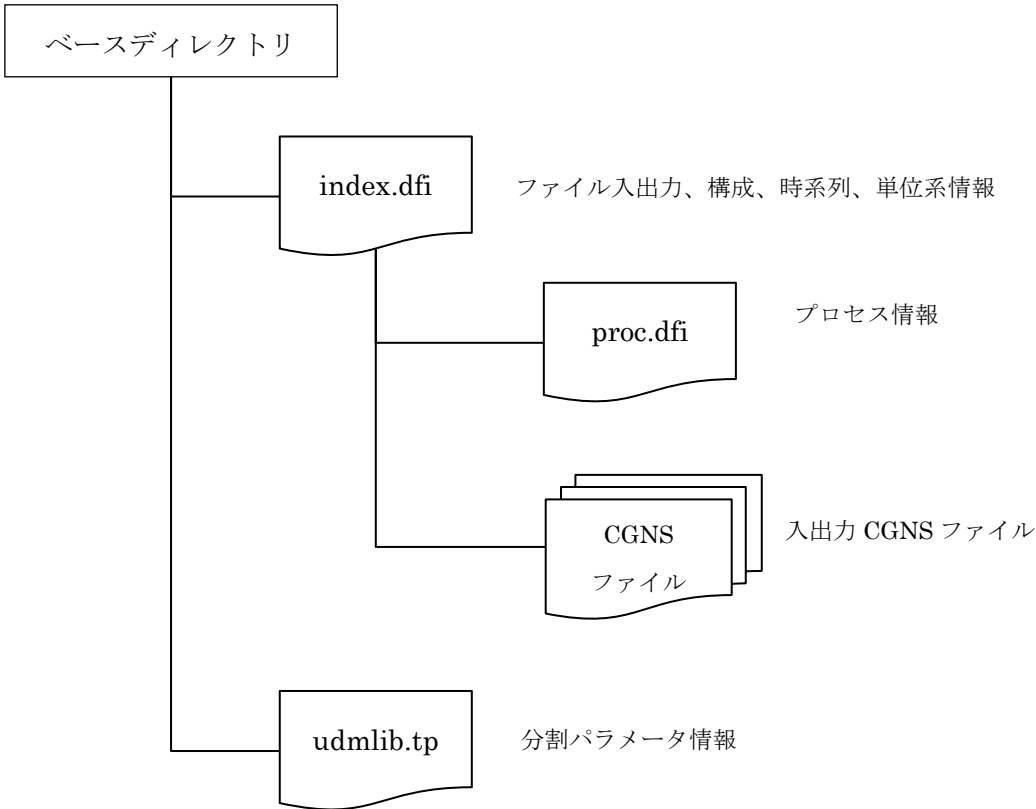 ベースディレクトリ
index.dfi
ファイル入出力、構成、時系列、単位系情報
proc.dfi
プロセス情報
CGNS
ファイル
入出力 CGNS ファイル
udmlib.tp
分割パラメータ情報